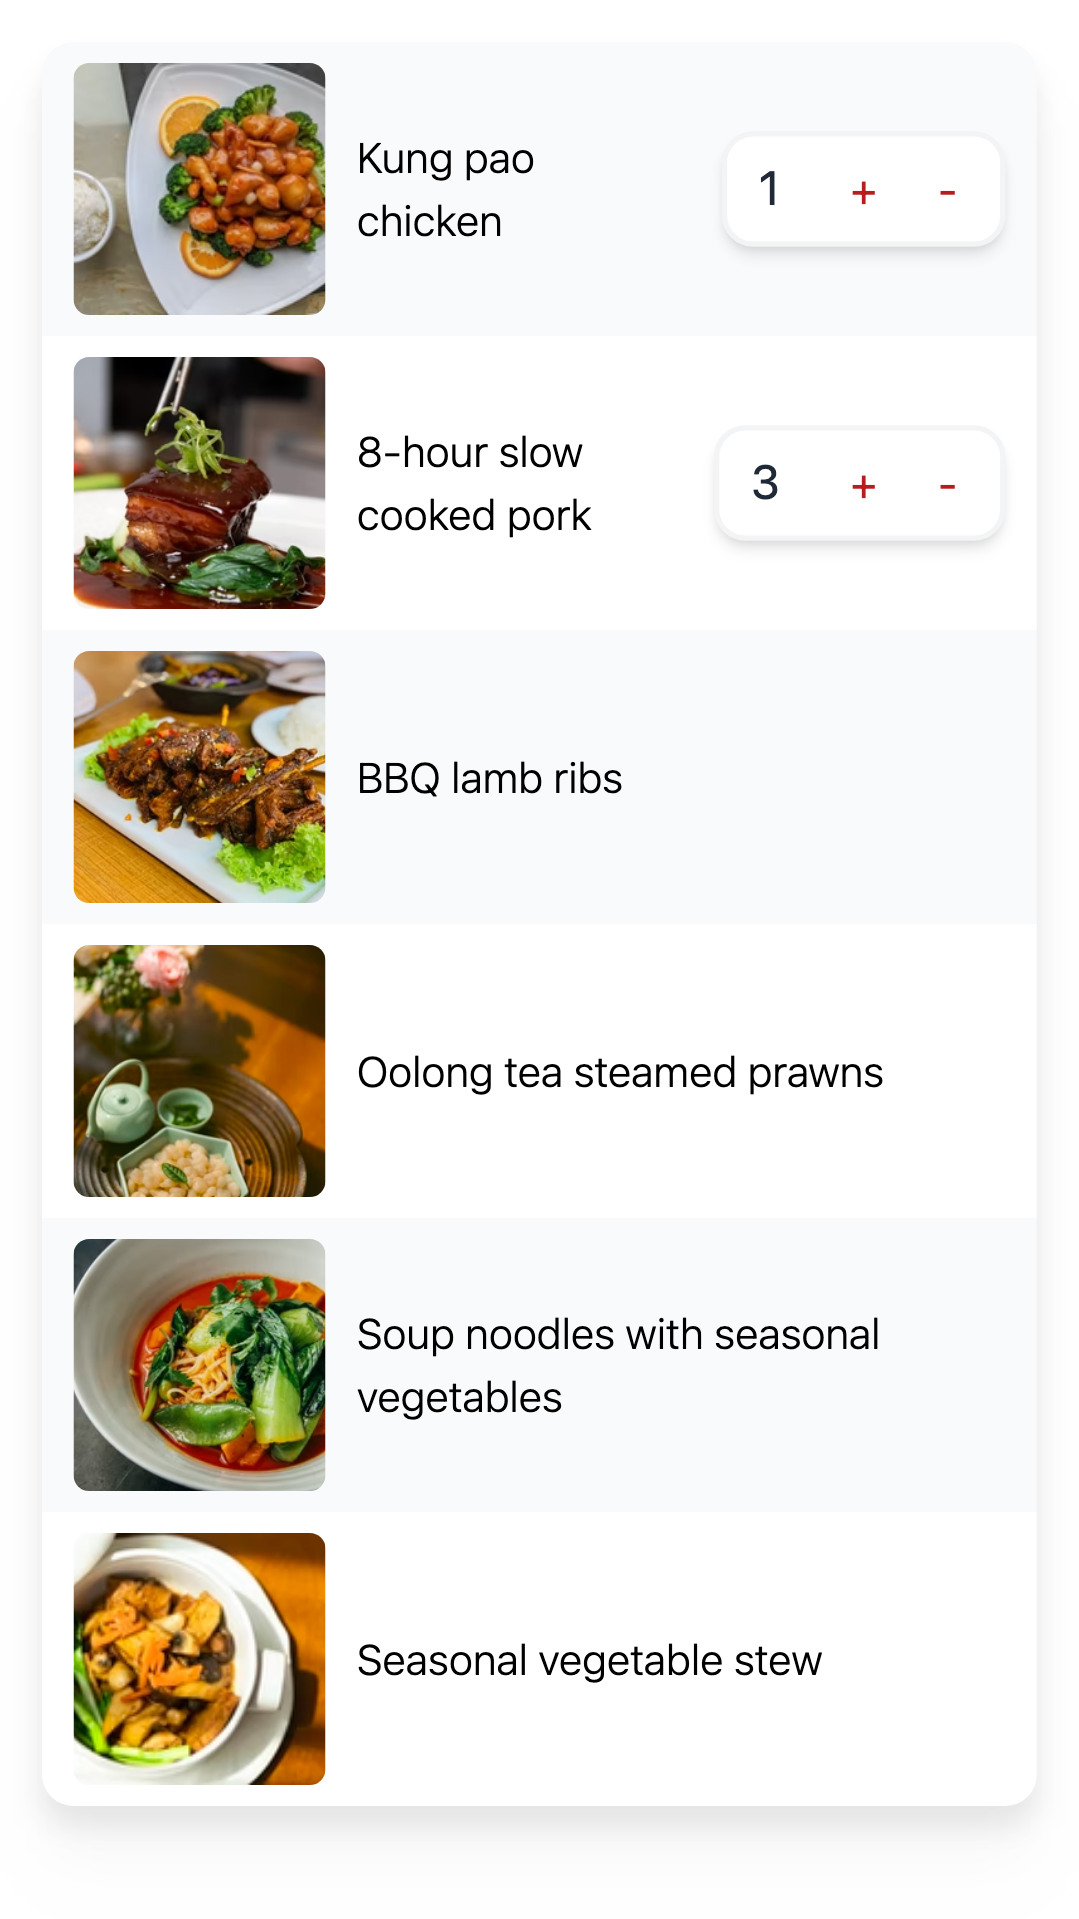 Kung pao
chicken
1 + -
8-hour slow
cooked pork
3 + -
BBQ lamb ribs
Oolong tea steamed prawns
Soup noodles with seasonal
vegetables
Seasonal vegetable stew